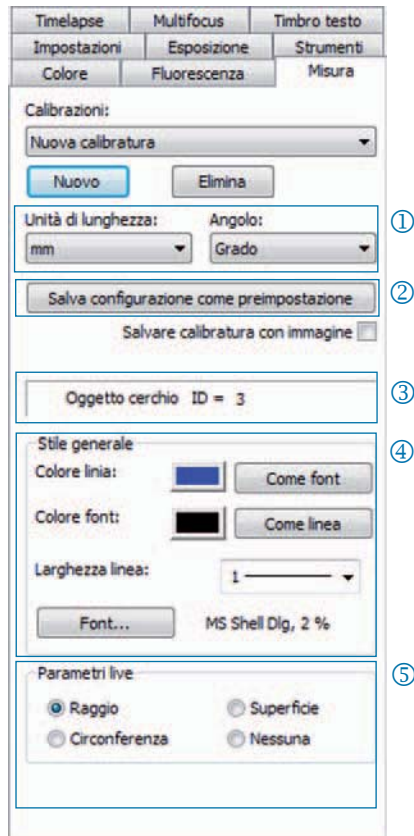 Timelapse Multifocus Timbro testo
Impostazioni Esposizione Strumenti
Colore Fluorescenza Misura
Calibrazioni:
Nuova calibratura
Nuovo Elimina
Unità di lunghezza: Angolo:
mm Grado
①
Salva configurazione come preimpostazione
②
Salvare calibratura con immagine
Oggetto cerchio ID = 3
③
Stile generale
④
Colore linia: Come font
Colore font: Come linea
Larghezza linea: 1
Font... MS Shell Dlg, 2 %
Parametri live
⑤
Raggio Superficie
Circonferenza Nessuna